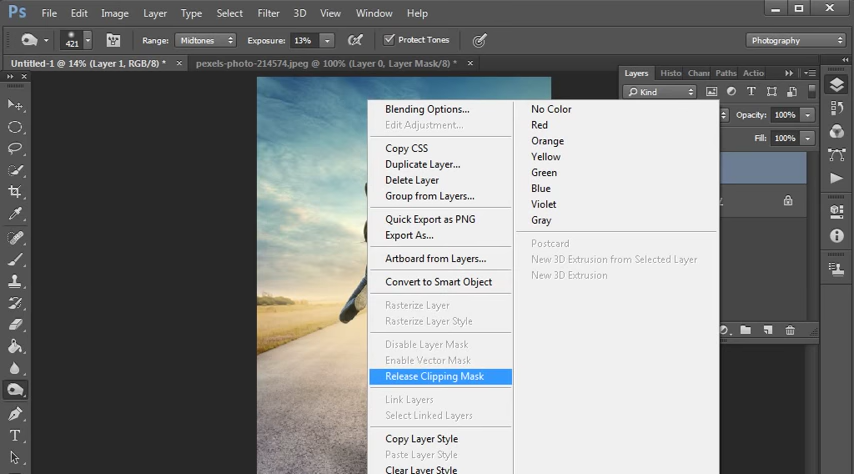 Ps File Edit Image Layer Type Select Filter 3D View Window Help
421 Range: Midtones Exposure: 13% Protect Tones Photography
Untitled-1 @ 14% (Layer 1, RGB/8) * × pexels-photo-214574.jpeg @ 100% (Layer 0, Layer Mask/8) * ×
Layers Histo Chan Paths Actio
Kind
Opacity: 100%
Fill: 100%
Blending Options...
Edit Adjustment...
Copy CSS
Duplicate Layer...
Delete Layer
Group from Layers...
Quick Export as PNG
Export As...
Artboard from Layers...
Convert to Smart Object
Rasterize Layer
Rasterize Layer Style
Disable Layer Mask
Enable Vector Mask
Release Clipping Mask
Link Layers
Select Linked Layers
Copy Layer Style
Paste Layer Style
Clear Layer Style
No Color
Red
Orange
Yellow
Green
Blue
Violet
Gray
Postcard
New 3D Extrusion from Selected Layer
New 3D Extrusion